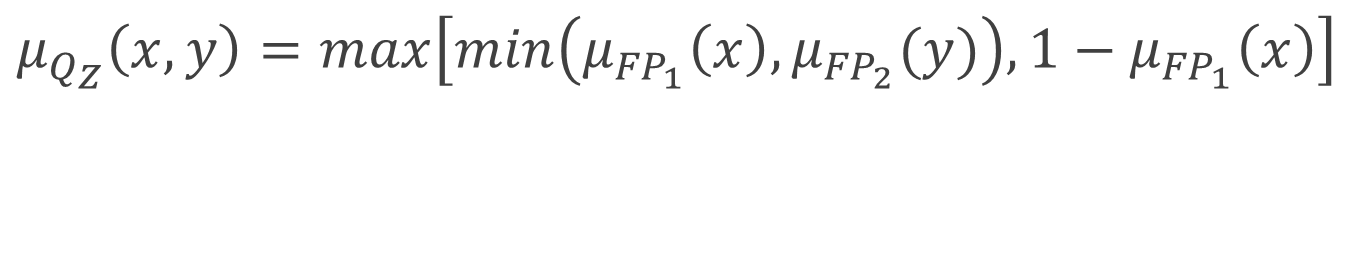 μ_{Q_Z}(x, y) = max[min(μ_{FP_1}(x), μ_{FP_2}(y)), 1 − μ_{FP_1}(x)]